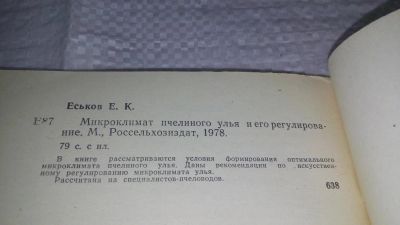 Еськов Е. К.
Е87 Микроклимат пчелиного улья и его регулирова-
ние. М., Россельхозиздат, 1978.
79 с. с ил.
В книге рассматриваются условия формирования оптимального
микроклимата пчелиного улья. Даны рекомендации по искусствен-
ному регулированию микроклимата улья.
Рассчитана на специалистов-пчеловодов.
638